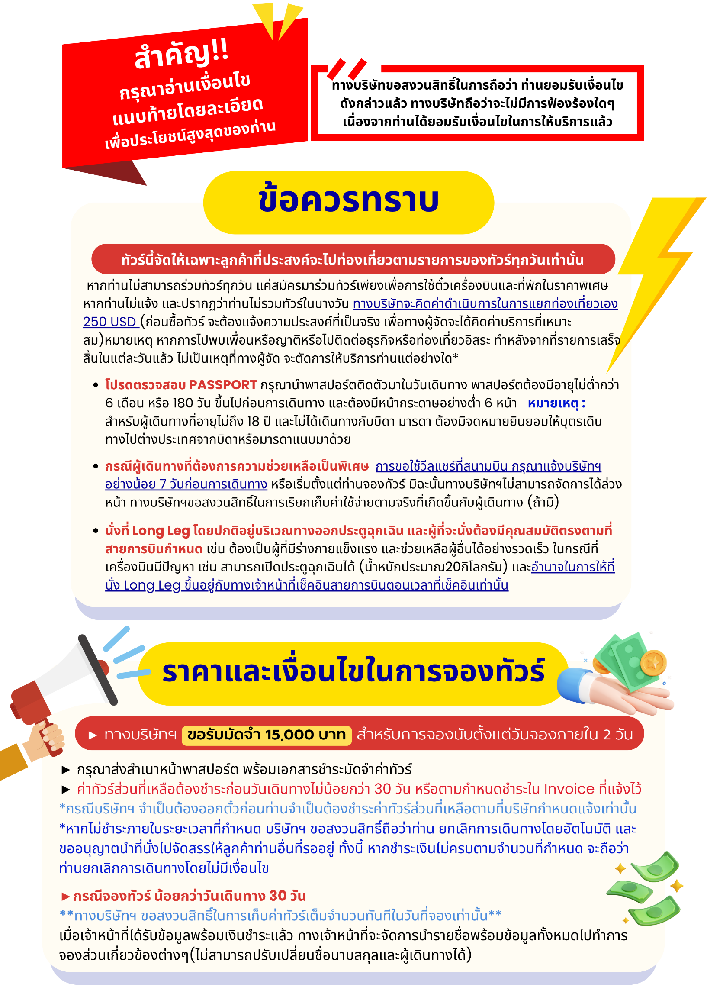 สำคัญ!!
กรุณาอ่านเงื่อนไข
แนบท้ายโดยละเอียด
เพื่อประโยชน์สูงสุดของท่าน
ทางบริษัทขอสงวนสิทธิ์ในการถือว่า ท่านยอมรับเงื่อนไข
ดังกล่าวแล้ว ทางบริษัทถือว่าจะไม่มีการฟ้องร้องใดๆ
เนื่องจากท่านได้ยอมรับเงื่อนไขในการให้บริการแล้ว
ข้อควรทราบ
ทัวร์นี้จัดให้เฉพาะลูกค้าที่ประสงค์จะไปท่องเที่ยวตามรายการของทัวร์ทุกวันเท่านั้น
หากท่านไม่สามารถร่วมทัวร์ทุกวัน แค่สมัครมาร่วมทัวร์เพียงเพื่อการใช้ตั๋วเครื่องบินและที่พักในราคาพิเศษ
หากท่านไม่แจ้ง และปรากฏว่าท่านไม่รวมทัวร์ในบางวัน ทางบริษัทจะคิดค่าดำเนินการในการแยกท่องเที่ยวเอง
250 USD (ก่อนซื้อทัวร์ จะต้องแจ้งความประสงค์ที่เป็นจริง เพื่อทางผู้จัดจะได้คิดค่าบริการที่เหมาะ
สม)หมายเหตุ หากการไปพบเพื่อนหรือญาติหรือไปติดต่อธุรกิจหรือท่องเที่ยวอิสระ ทำหลังจากที่รายการเสร็จ
สิ้นในแต่ละวันแล้ว ไม่เป็นเหตุที่ทางผู้จัด จะตัดการให้บริการท่านแต่อย่างใด*
• โปรดตรวจสอบ PASSPORT กรุณานำพาสปอร์ตติดตัวมาในวันเดินทาง พาสปอร์ตต้องมีอายุไม่ต่ำกว่า
6 เดือน หรือ 180 วัน ขึ้นไปก่อนการเดินทาง และต้องมีหน้ากระดาษอย่างต่ำ 6 หน้า หมายเหตุ :
สำหรับผู้เดินทางที่อายุไม่ถึง 18 ปี และไม่ได้เดินทางกับบิดา มารดา ต้องมีจดหมายยินยอมให้บุตรเดิน
ทางไปต่างประเทศจากบิดาหรือมารดาแนบมาด้วย
• กรณีผู้เดินทางที่ต้องการความช่วยเหลือเป็นพิเศษ การขอใช้วีลแชร์ที่สนามบิน กรุณาแจ้งบริษัทฯ
อย่างน้อย 7 วันก่อนการเดินทาง หรือเริ่มตั้งแต่ท่านจองทัวร์ มิฉะนั้นทางบริษัทฯไม่สามารถจัดการได้ล่วง
หน้า ทางบริษัทฯขอสงวนสิทธิ์ในการเรียกเก็บค่าใช้จ่ายตามจริงที่เกิดขึ้นกับผู้เดินทาง (ถ้ามี)
• นั่งที่ Long Leg โดยปกติอยู่บริเวณทางออกประตูฉุกเฉิน และผู้ที่จะนั่งต้องมีคุณสมบัติตรงตามที่
สายการบินกำหนด เช่น ต้องเป็นผู้ที่มีร่างกายแข็งแรง และช่วยเหลือผู้อื่นได้อย่างรวดเร็ว ในกรณีที่
เครื่องบินมีปัญหา เช่น สามารถเปิดประตูฉุกเฉินได้ (น้ำหนักประมาณ20กิโลกรัม) และอำนาจในการให้ที่
นั่ง Long Leg ขึ้นอยู่กับทางเจ้าหน้าที่เช็คอินสายการบินตอนเวลาที่เช็คอินเท่านั้น
ราคาและเงื่อนไขในการจองทัวร์
► ทางบริษัทฯ ขอรับมัดจำ 15,000 บาท สำหรับการจองนับตั้งแต่วันจองภายใน 2 วัน
► กรุณาส่งสำเนาหน้าพาสปอร์ต พร้อมเอกสารชำระมัดจำค่าทัวร์
► ค่าทัวร์ส่วนที่เหลือต้องชำระก่อนวันเดินทางไม่น้อยกว่า 30 วัน หรือตามกำหนดชำระใน Invoice ที่แจ้งไว้
*กรณีบริษัทฯ จำเป็นต้องออกตั๋วก่อนท่านจำเป็นต้องชำระค่าทัวร์ส่วนที่เหลือตามที่บริษัทกำหนดแจ้งเท่านั้น
*หากไม่ชำระภายในระยะเวลาที่กำหนด บริษัทฯ ขอสงวนสิทธิ์ถือว่าท่าน ยกเลิกการเดินทางโดยอัตโนมัติ และ
ขออนุญาตนำที่นั่งไปจัดสรรให้ลูกค้าท่านอื่นที่รออยู่ ทั้งนี้ หากชำระเงินไม่ครบตามจำนวนที่กำหนด จะถือว่า
ท่านยกเลิกการเดินทางโดยไม่มีเงื่อนไข
►กรณีจองทัวร์ น้อยกว่าวันเดินทาง 30 วัน
**ทางบริษัทฯ ขอสงวนสิทธิ์ในการเก็บค่าทัวร์เต็มจำนวนทันทีในวันที่จองเท่านั้น**
เมื่อเจ้าหน้าที่ได้รับข้อมูลพร้อมเงินชำระแล้ว ทางเจ้าหน้าที่จะจัดการนำรายชื่อพร้อมข้อมูลทั้งหมดไปทำการ
จองส่วนเกี่ยวข้องต่างๆ(ไม่สามารถปรับเปลี่ยนชื่อนามสกุลและผู้เดินทางได้)